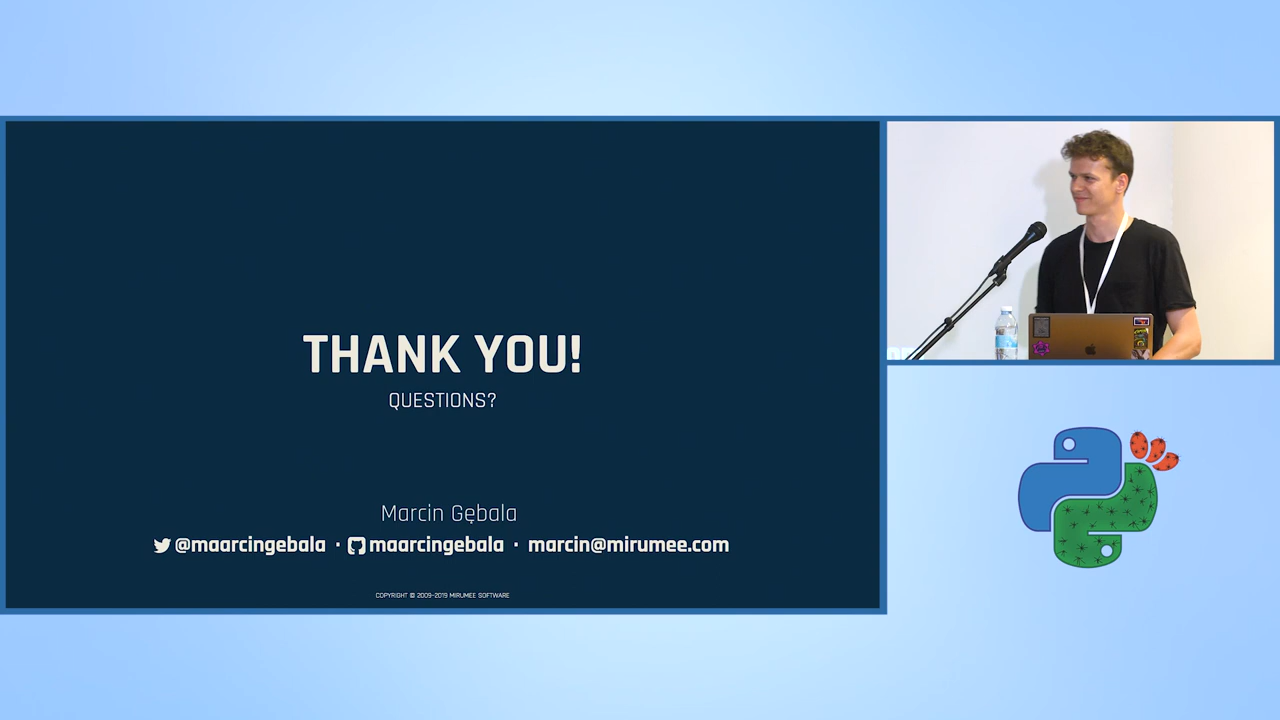 THANK YOU!
QUESTIONS?
Marcin Gębala
@maarcingebala · maarcingebala · marcin@mirumee.com
COPYRIGHT © 2009-2019 MIRUMEE SOFTWARE